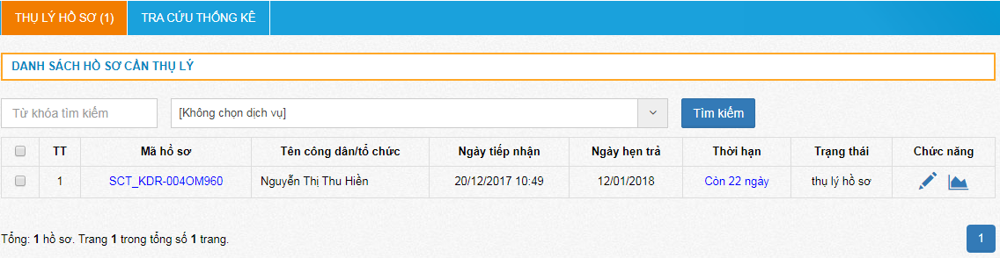 THỤ LÝ HỒ SƠ (1) TRA CỨU THỐNG KÊ
DANH SÁCH HỒ SƠ CẦN THỤ LÝ
Từ khóa tìm kiếm [Không chọn dịch vụ] Tìm kiếm
TT Mã hồ sơ Tên công dân/tổ chức Ngày tiếp nhận Ngày hẹn trả Thời hạn Trạng thái Chức năng
1 SCT_KDR-004OM960 Nguyễn Thị Thu Hiền 20/12/2017 10:49 12/01/2018 Còn 22 ngày thụ lý hồ sơ
Tổng: 1 hồ sơ. Trang 1 trong tổng số 1 trang. 1